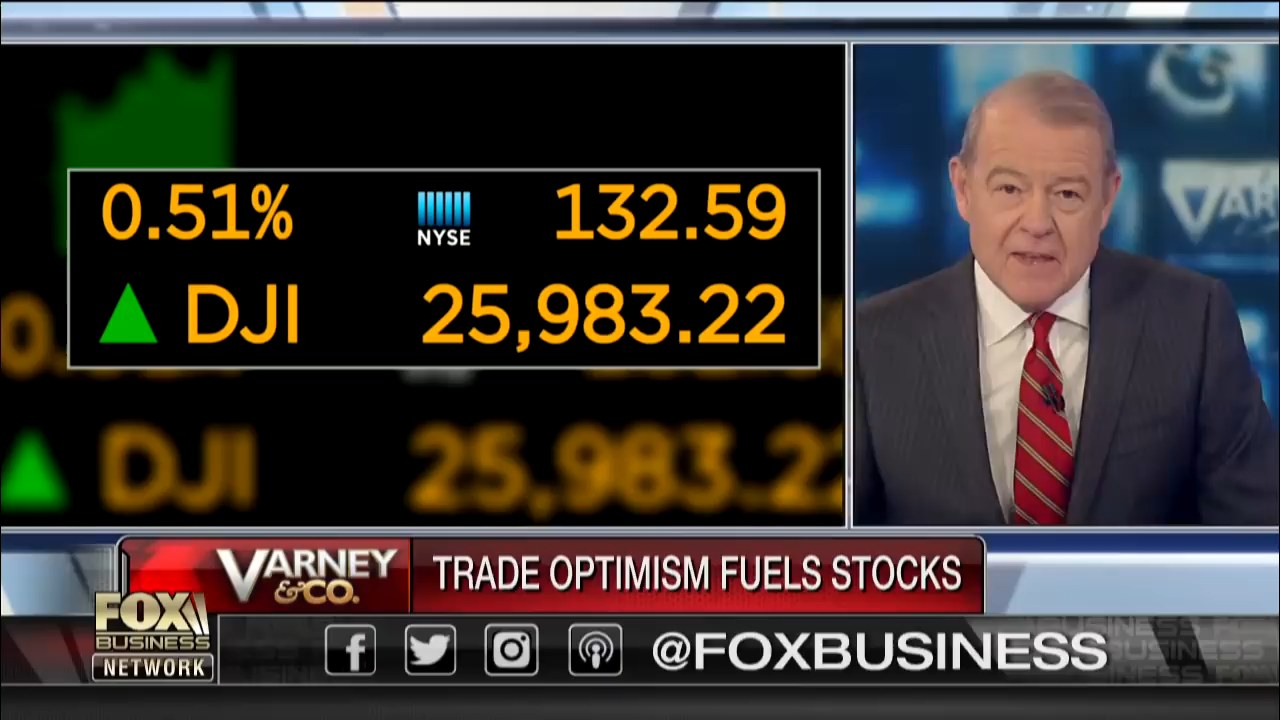 0.51% NYSE 132.59
DJI 25,983.22
DJI 25,983.22
VAR
VARNEY & CO.
TRADE OPTIMISM FUELS STOCKS
FOX
BUSINESS
NETWORK
@FOXBUSINESS